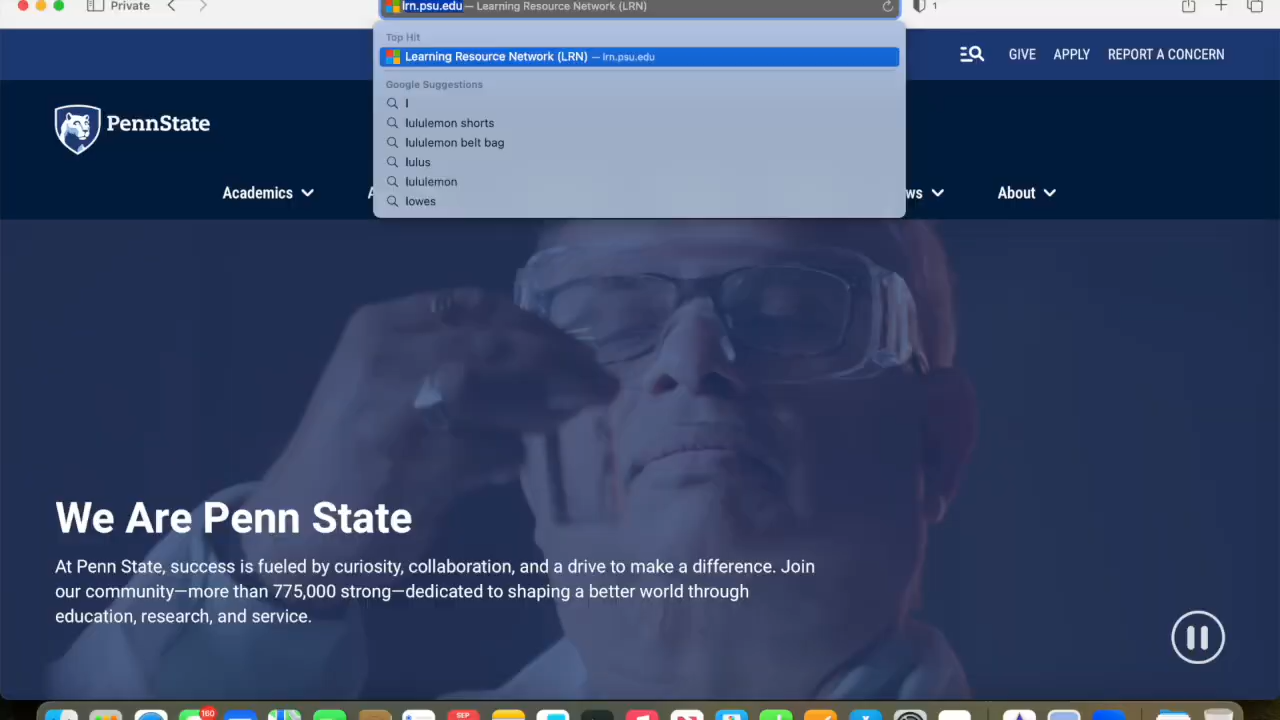 Private
lrn.psu.edu — Learning Resource Network (LRN)
1
Top Hit
Learning Resource Network (LRN) — lrn.psu.edu
Google Suggestions
l
lululemon shorts
lululemon belt bag
lulus
lululemon
lowes
GIVE APPLY REPORT A CONCERN
PennState
Academics
About
We Are Penn State
At Penn State, success is fueled by curiosity, collaboration, and a drive to make a difference. Join
our community—more than 775,000 strong—dedicated to shaping a better world through
education, research, and service.
160
SEP